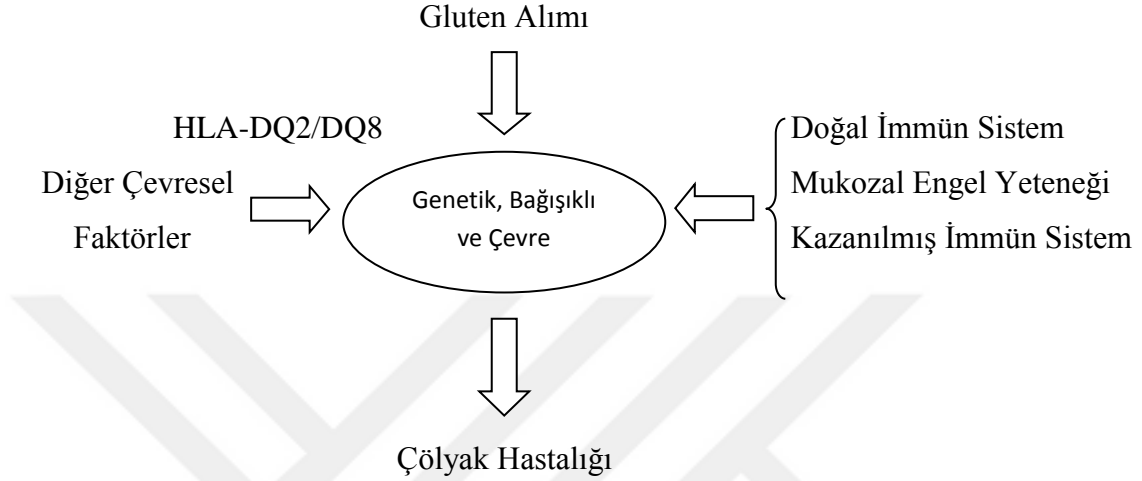 Gluten Alımı
HLA-DQ2/DQ8
Diğer Çevresel
Faktörler
Genetik, Bağışıklı
ve Çevre
Doğal İmmün Sistem
Mukozal Engel Yeteneği
Kazanılmış İmmün Sistem
Çölyak Hastalığı